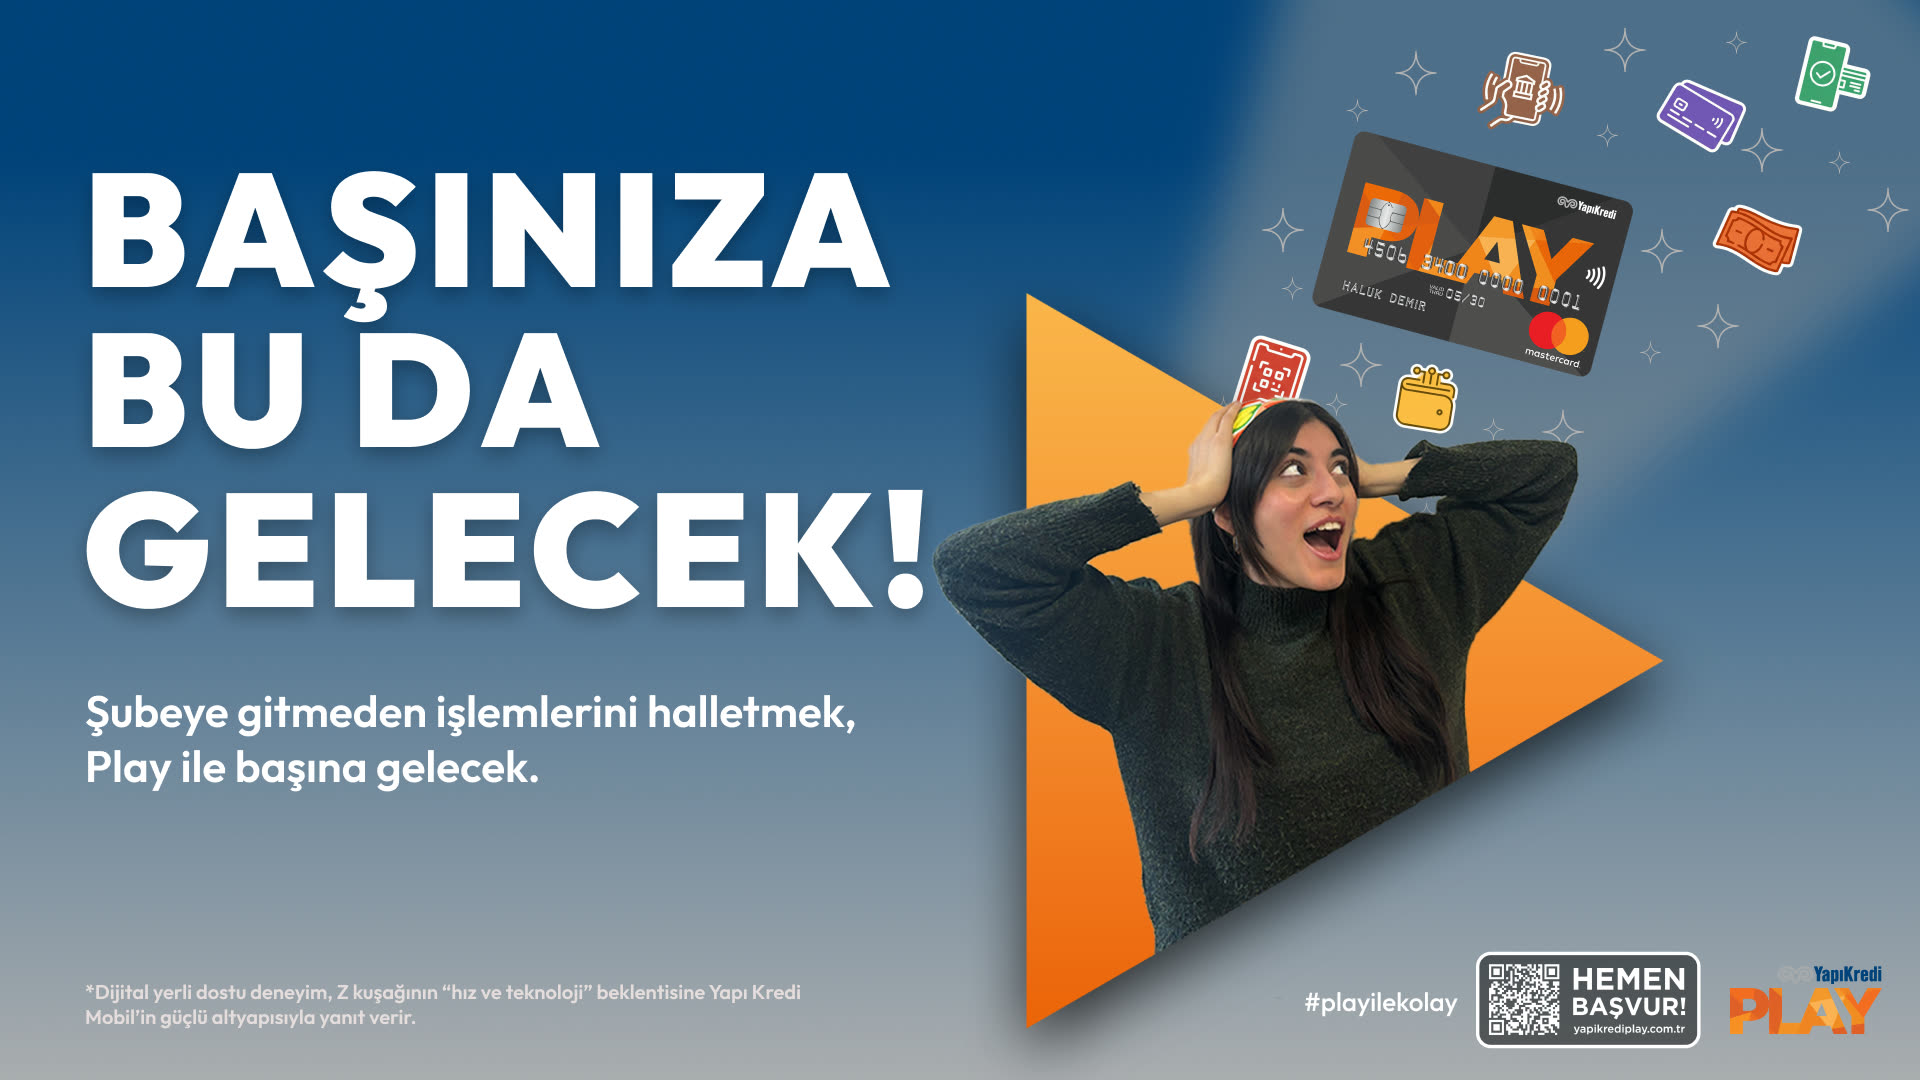 BAŞINIZA
BU DA
GELECEK!
Şubeye gitmeden işlemlerini halletmek,
Play ile başına gelecek.
*Dijital yerli dostu deneyim, Z kuşağının “hız ve teknoloji” beklentisine Yapı Kredi
Mobil’in güçlü altyapısıyla yanıt verir.
YapıKredi
PLAY
4506 3400 0000 0001
VALID THRU 05/30
HALUK DEMIR
mastercard
#playilekolay
HEMEN
BAŞVUR!
yapikrediplay.com.tr
YapıKredi
PLAY